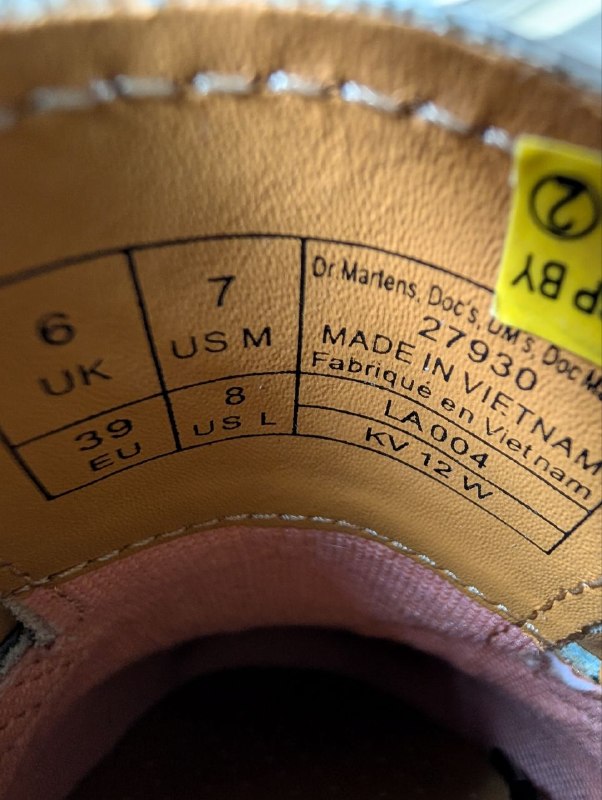 6
UK
7
US M
39
EU
8
US L
Dr Martens, Doc's, DM's, Doc
27930
MADE IN VIETNAM
Fabriqué en Vietnam
LA004
KV 12 W
2
P BY